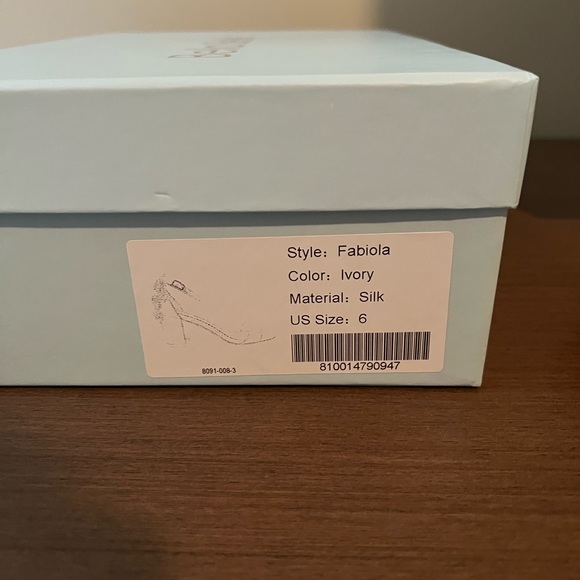 Style: Fabiola
Color: Ivory
Material: Silk
US Size: 6
810014790947
8091-008-3